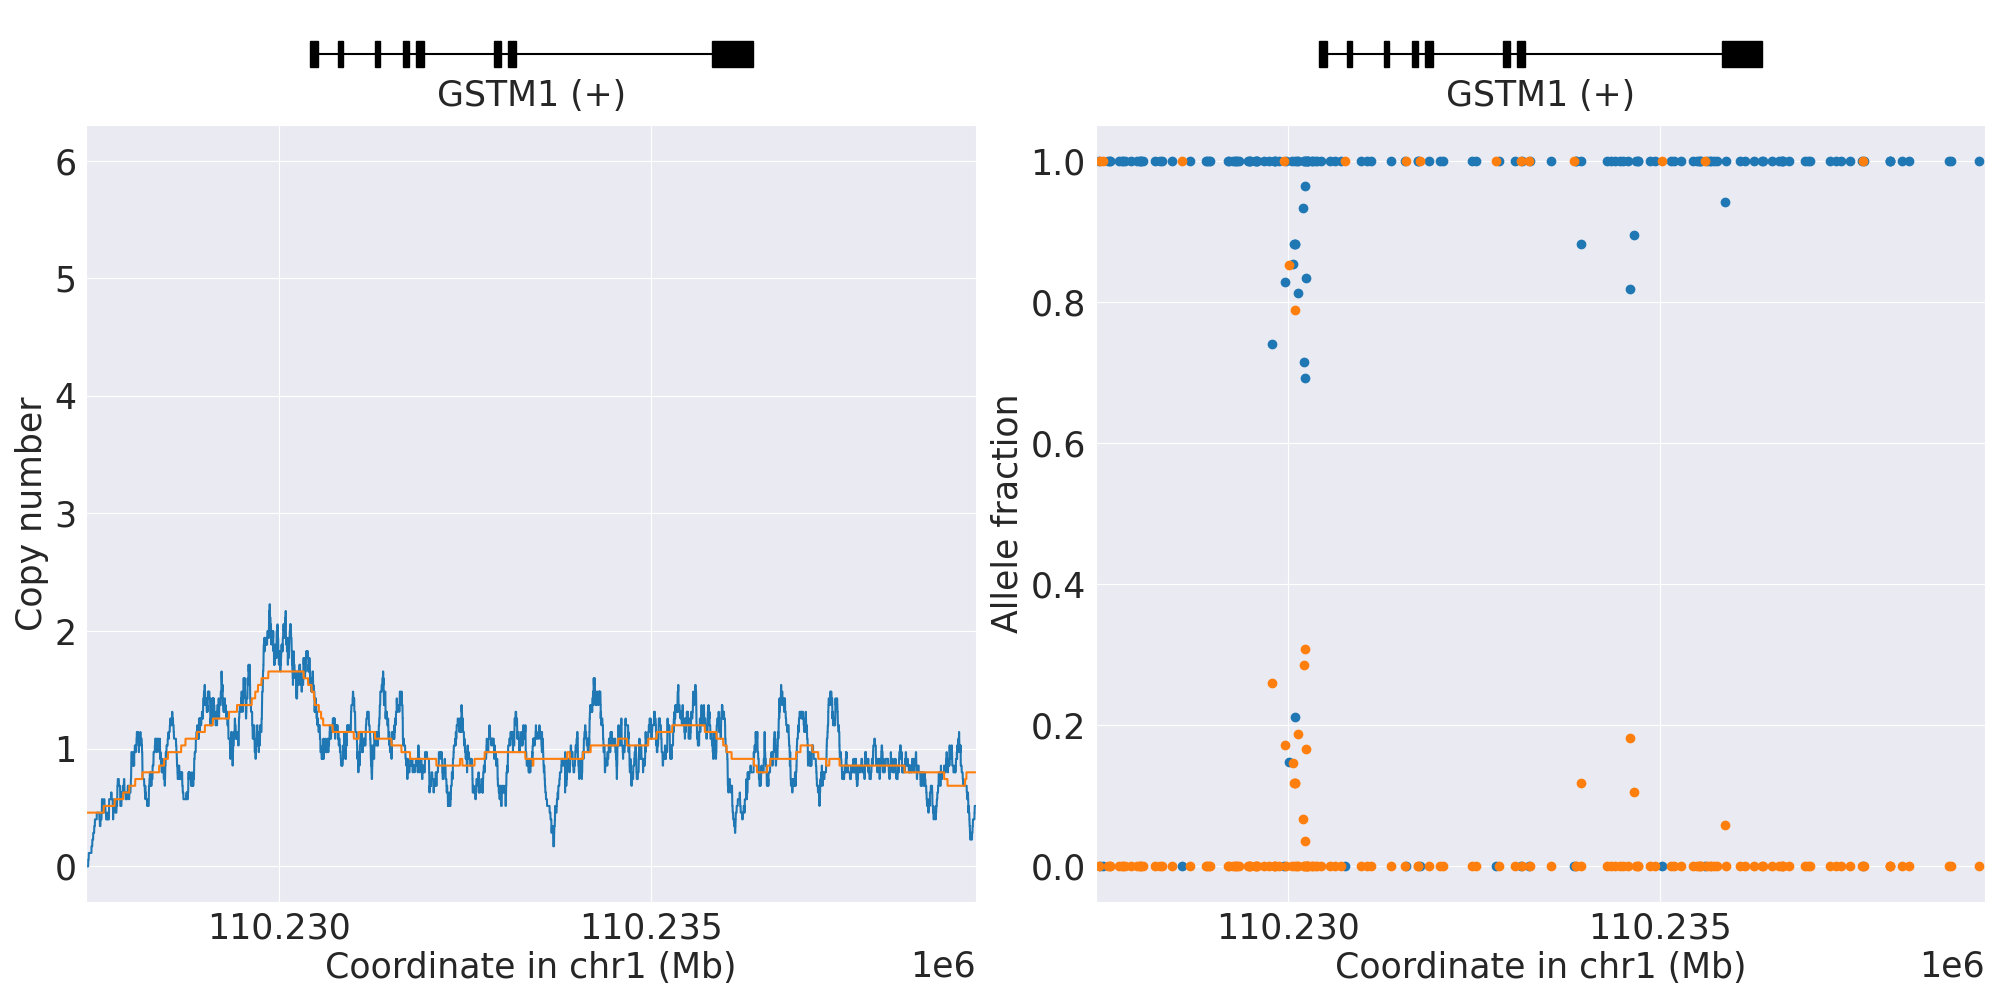 GSTM1 (+)
GSTM1 (+)
Copy number
6
5
4
3
2
1
0
110.230
110.235
Coordinate in chr1 (Mb)
1e6
Allele fraction
1.0
0.8
0.6
0.4
0.2
0.0
110.230
110.235
Coordinate in chr1 (Mb)
1e6